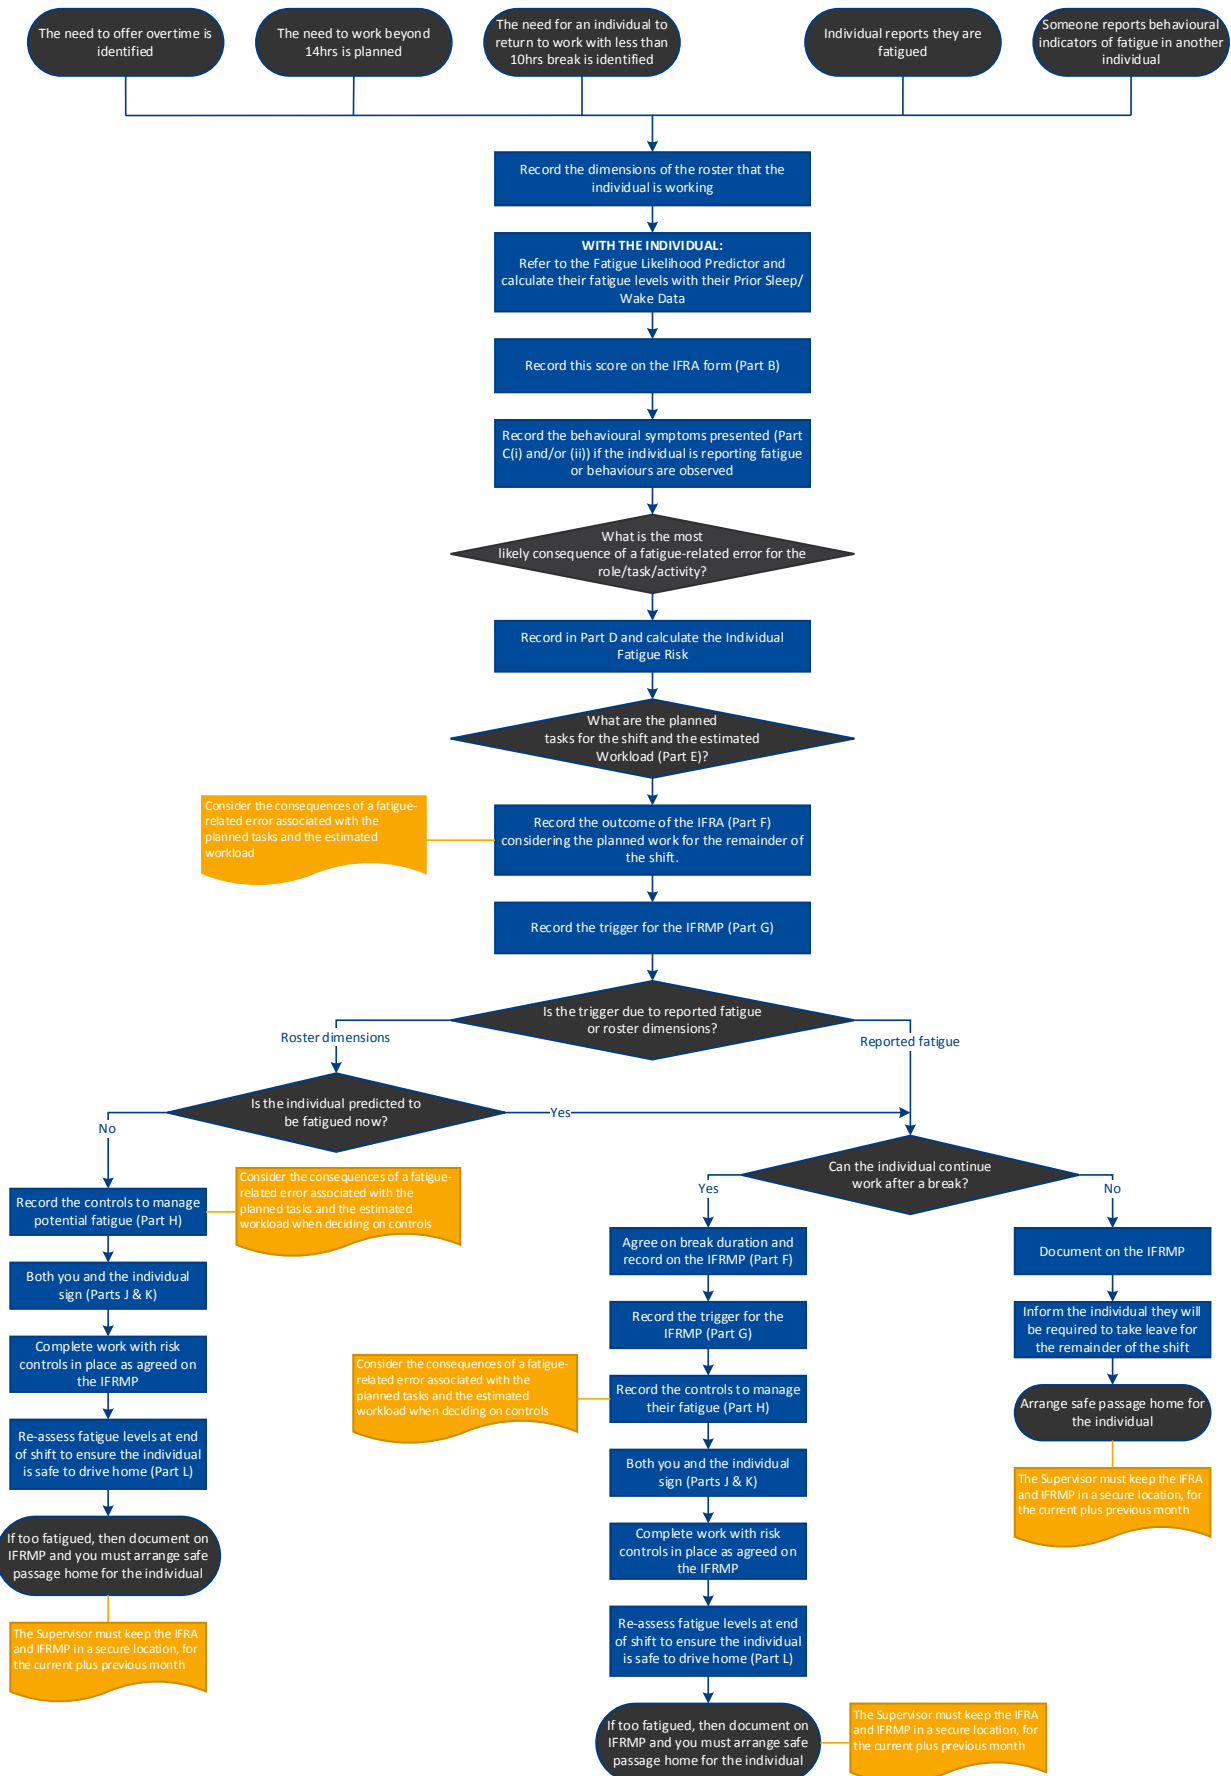 The need to offer overtime is
identified
The need to work beyond
14hrs is planned
The need for an individual to
return to work with less than
10hrs break is identified
Individual reports they are
fatigued
Someone reports behavioural
indicators of fatigue in another
individual
Record the dimensions of the roster that the
individual is working
WITH THE INDIVIDUAL:
Refer to the Fatigue Likelihood Predictor and
calculate their fatigue levels with their Prior Sleep/
Wake Data
Record this score on the IFRA form (Part B)
Record the behavioural symptoms presented (Part
C(i) and/or (ii)) if the individual is reporting fatigue
or behaviours are observed
What is the most
likely consequence of a fatigue-related error for the
role/task/activity?
Record in Part D and calculate the Individual
Fatigue Risk
What are the planned
tasks for the shift and the estimated
Workload (Part E)?
Consider the consequences of a fatigue-
related error associated with the
planned tasks and the estimated
workload
Record the outcome of the IFRA (Part F)
considering the planned work for the remainder of
the shift.
Record the trigger for the IFRMP (Part G)
Is the trigger due to reported fatigue
or roster dimensions?
Roster dimensions
Reported fatigue
Is the individual predicted to
be fatigued now?
No
Yes
Can the individual continue
work after a break?
Yes
No
Record the controls to manage
potential fatigue (Part H)
Consider the consequences of a fatigue-
related error associated with the
planned tasks and the estimated
workload when deciding on controls
Both you and the individual
sign (Parts J & K)
Complete work with risk
controls in place as agreed on
the IFRMP
Re-assess fatigue levels at end
of shift to ensure the individual
is safe to drive home (Part L)
If too fatigued, then document on
IFRMP and you must arrange safe
passage home for the individual
The Supervisor must keep the IFRA
and IFRMP in a secure location, for
the current plus previous month
Agree on break duration and
record on the IFRMP (Part F)
Record the trigger for the
IFRMP (Part G)
Consider the consequences of a fatigue-
related error associated with the
planned tasks and the estimated
workload when deciding on controls
Record the controls to manage
their fatigue (Part H)
Both you and the individual
sign (Parts J & K)
Complete work with risk
controls in place as agreed on
the IFRMP
Re-assess fatigue levels at end
of shift to ensure the individual
is safe to drive home (Part L)
If too fatigued, then document on
IFRMP and you must arrange safe
passage home for the individual
The Supervisor must keep the IFRA
and IFRMP in a secure location, for
the current plus previous month
Document on the IFRMP
Inform the individual they will
be required to take leave for
the remainder of the shift
Arrange safe passage home for
the individual
The Supervisor must keep the IFRA
and IFRMP in a secure location, for
the current plus previous month